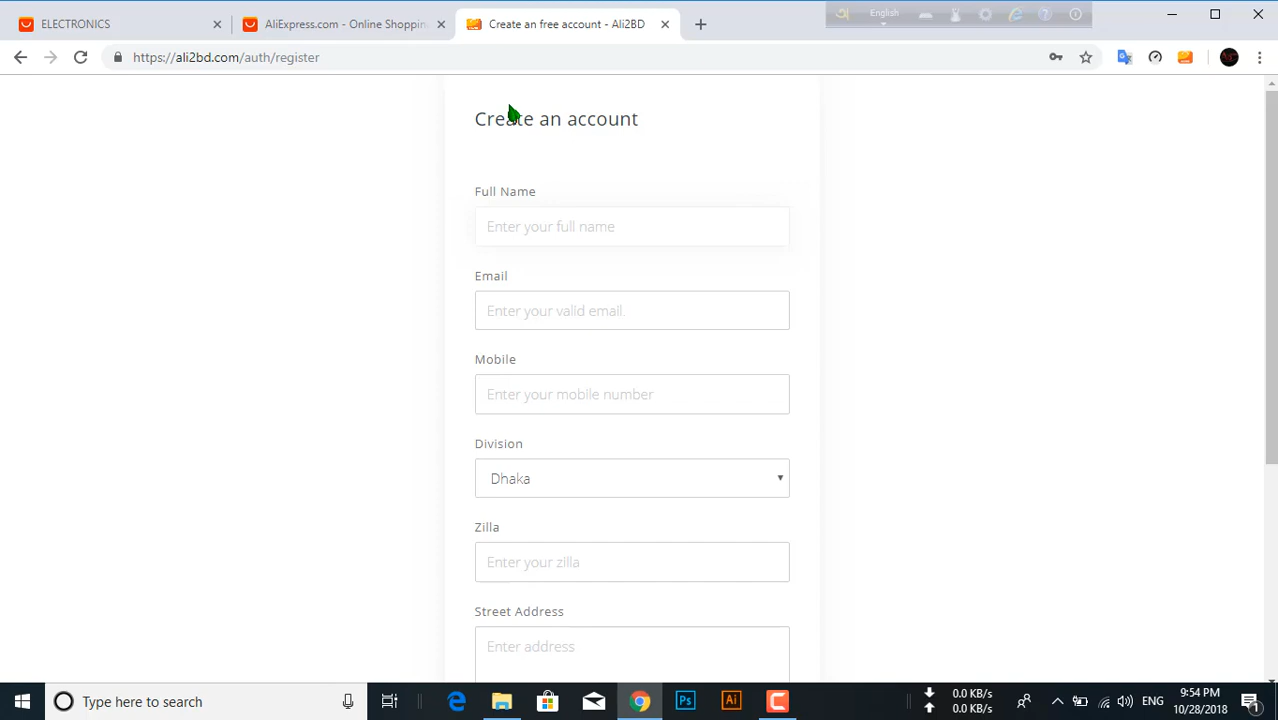 ELECTRONICS
AliExpress.com - Online Shoppin
Create an free account - Ali2BD
English
https://ali2bd.com/auth/register
Create an account
Full Name
Enter your full name
Email
Enter your valid email.
Mobile
Enter your mobile number
Division
Dhaka
Zilla
Enter your zilla
Street Address
Enter address
Type here to search
Ps
Ai
0.0 KB/s
0.0 KB/s
ENG
9:54 PM
10/28/2018
1